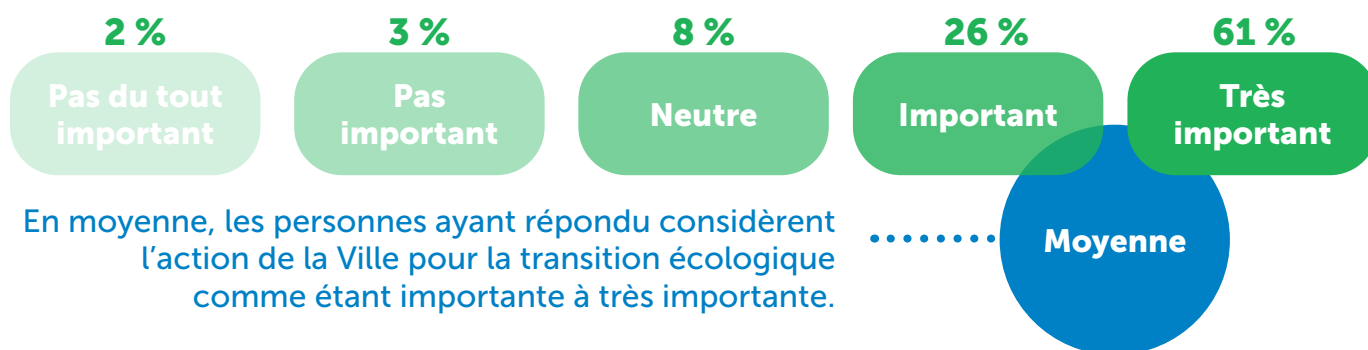 2 % 3 % 8 % 26 % 61 %
Pas du tout important
Pas important
Neutre
Important
Très important
En moyenne, les personnes ayant répondu considèrent
l'action de la Ville pour la transition écologique
comme étant importante à très importante.
Moyenne